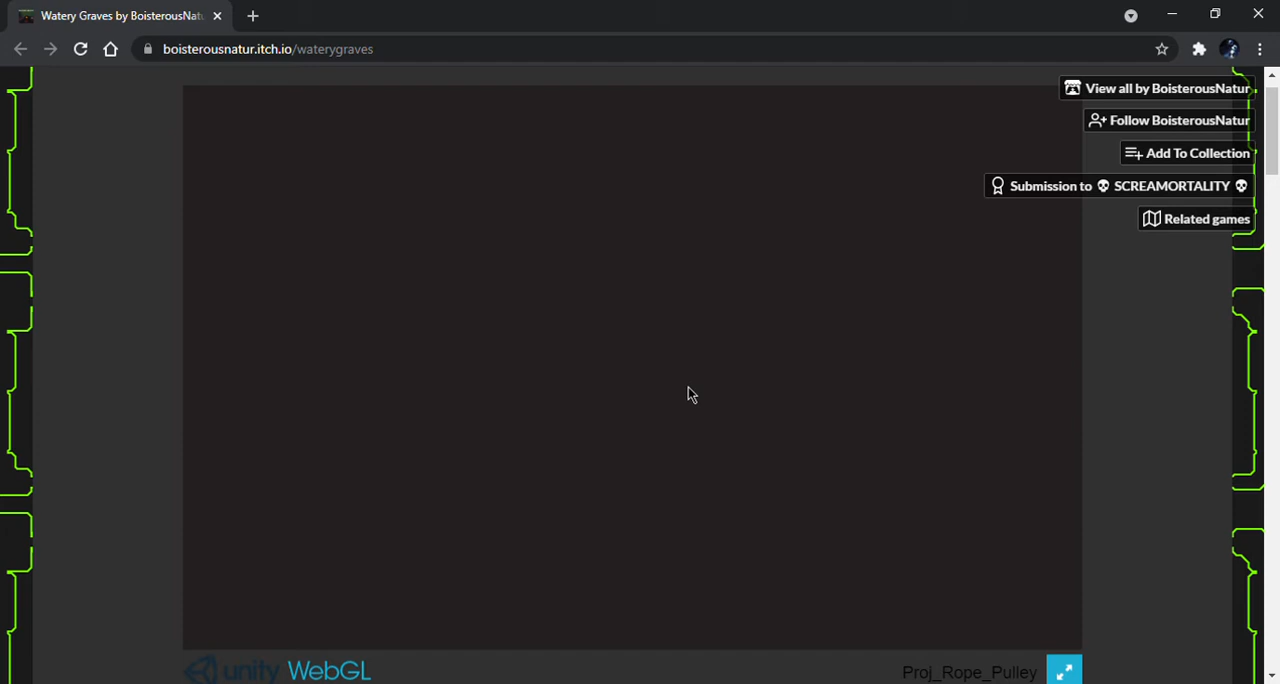 Watery Graves by BoisterousNatu
boisterousnatur.itch.io/waterygraves
View all by BoisterousNatur
Follow BoisterousNatur
Add To Collection
Submission to 💀 SCREAMORTALITY 💀
Related games
unity WebGL
Proj_Rope_Pulley